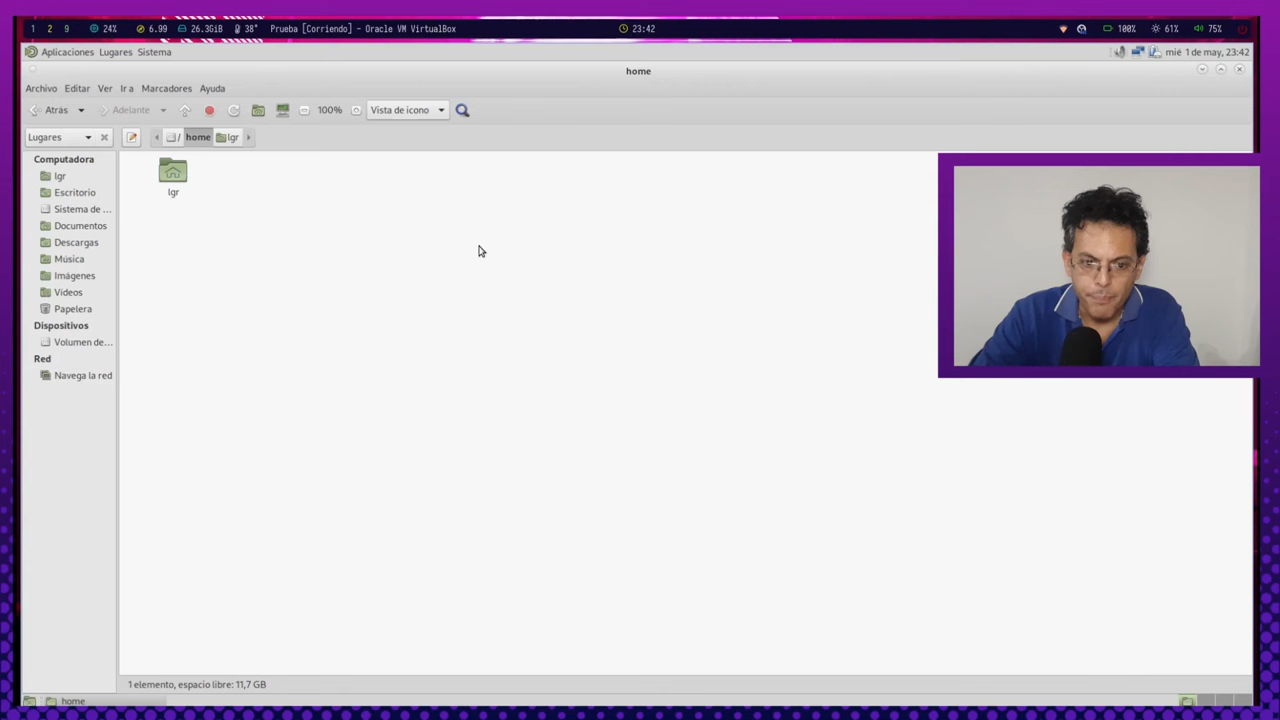 1 2 9 24% 6.99 26.3GiB 38° Prueba [Corriendo] - Oracle VM VirtualBox 23:42 100% 61% 75%
Aplicaciones Lugares Sistema mié 1 de may, 23:42
home
Archivo Editar Ver Ir a Marcadores Ayuda
Atrás Adelante 100% Vista de icono
Lugares / home lgr
Computadora
lgr
Escritorio
Sistema de ...
Documentos
Descargas
Música
Imágenes
Videos
Papelera
Dispositivos
Volumen de...
Red
Navega la red
lgr
1 elemento, espacio libre: 11,7 GB
home